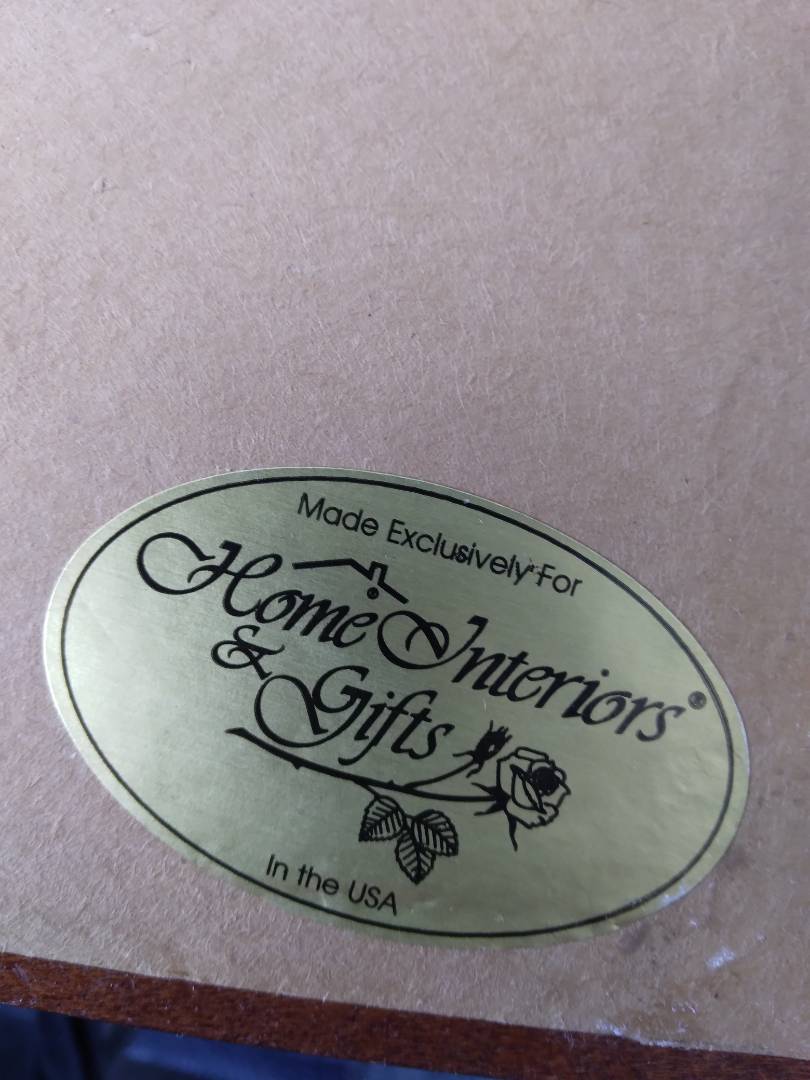 Made Exclusively For
Home Interiors®
& Gifts
In the USA